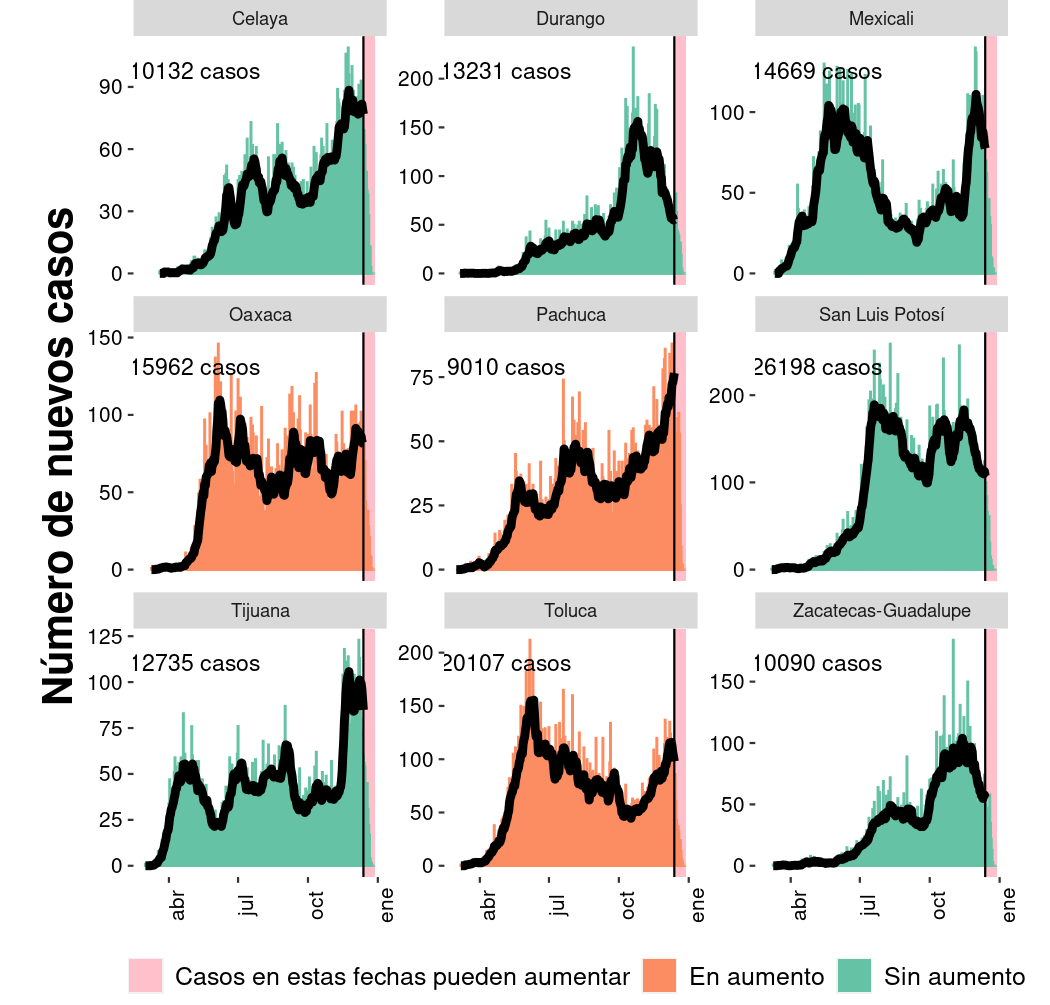 Número de nuevos casos
Celaya
Durango
Mexicali
10132 casos
13231 casos
14669 casos
90
60
30
0
200
150
100
50
0
100
50
0
Oaxaca
Pachuca
San Luis Potosí
15962 casos
9010 casos
26198 casos
150
100
50
0
75
50
25
0
200
100
0
Tijuana
Toluca
Zacatecas-Guadalupe
12735 casos
20107 casos
10090 casos
125
100
75
50
25
0
200
150
100
50
0
150
100
50
0
abr jul oct ene
abr jul oct ene
abr jul oct ene
Casos en estas fechas pueden aumentar En aumento Sin aumento